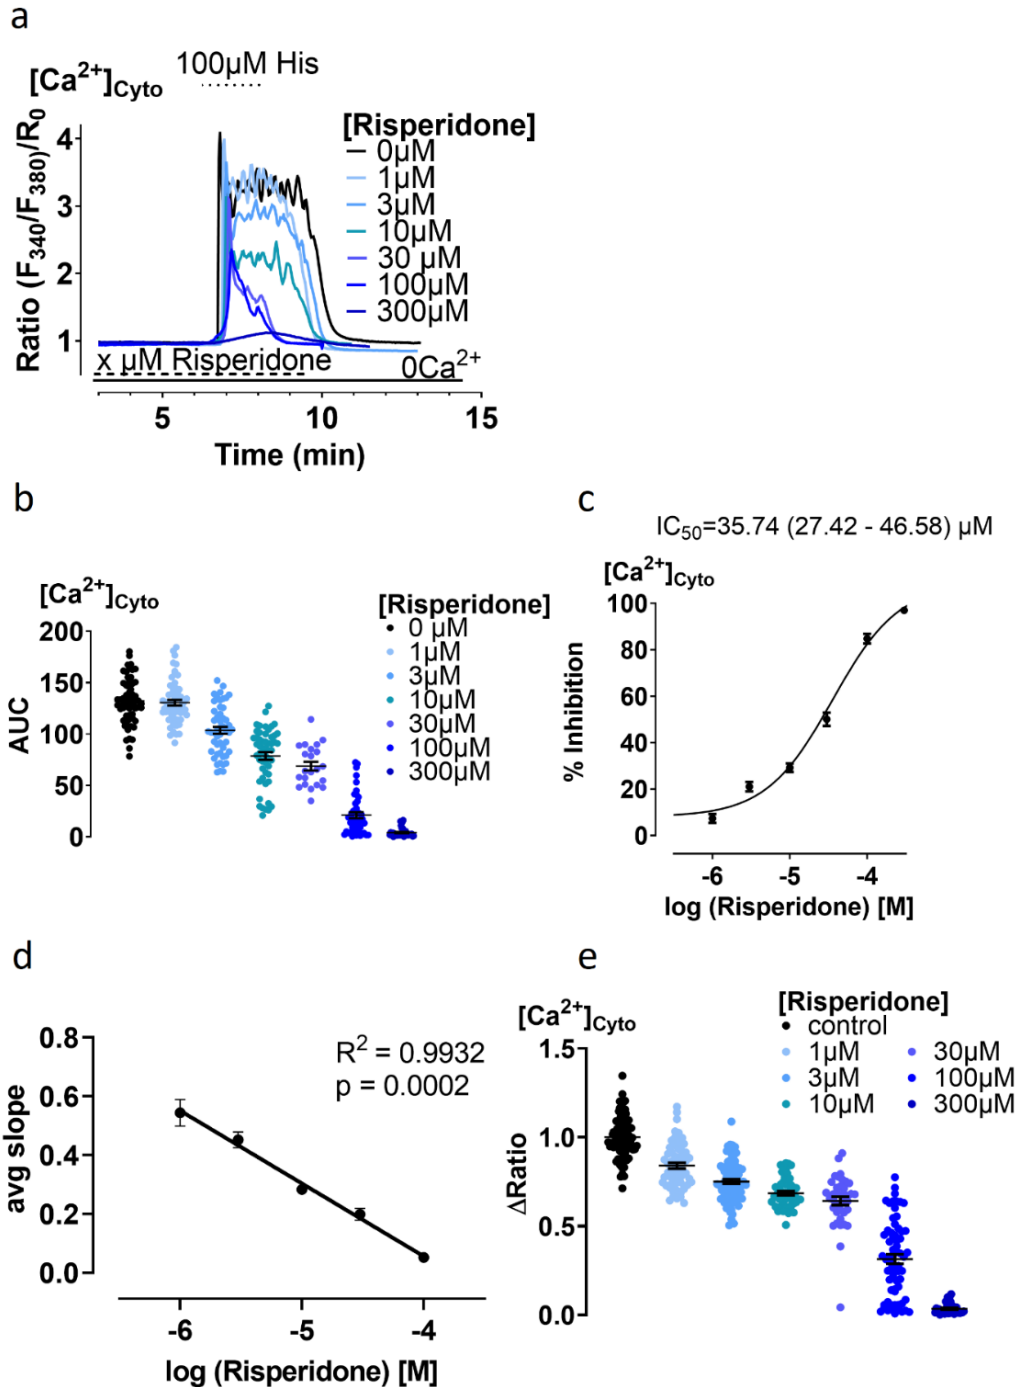 a
100µM His
[Ca²⁺]Cyto
[Risperidone]
0µM
1µM
3µM
10µM
30 µM
100µM
300µM
Ratio (F340/F380)/R0
4
3
2
1
x µM Risperidone
0Ca²⁺
5
10
15
Time (min)
b
[Ca²⁺]Cyto
[Risperidone]
0 µM
1µM
3µM
10µM
30µM
100µM
300µM
AUC
200
150
100
50
0
c
IC50=35.74 (27.42 - 46.58) µM
[Ca²⁺]Cyto
% Inhibition
100
80
60
40
20
0
-6
-5
-4
log (Risperidone) [M]
d
R² = 0.9932
p = 0.0002
avg slope
0.8
0.6
0.4
0.2
0.0
-6
-5
-4
log (Risperidone) [M]
e
[Ca²⁺]Cyto
[Risperidone]
control
1µM
3µM
10µM
30µM
100µM
300µM
ΔRatio
1.5
1.0
0.5
0.0